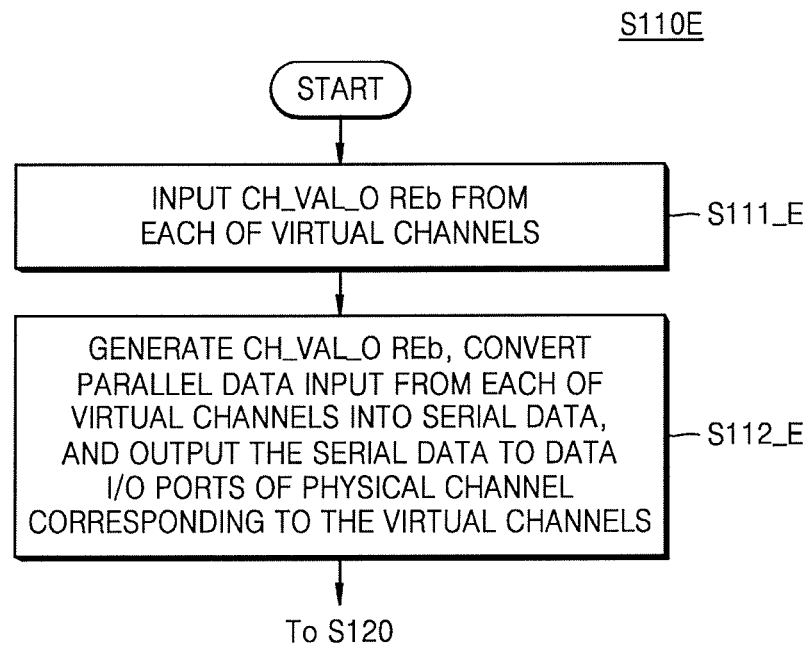 S110E
START
INPUT CH_VAL_O REb FROM
EACH OF VIRTUAL CHANNELS
S111_E
GENERATE CH_VAL_O REb, CONVERT
PARALLEL DATA INPUT FROM EACH OF
VIRTUAL CHANNELS INTO SERIAL DATA,
AND OUTPUT THE SERIAL DATA TO DATA
I/O PORTS OF PHYSICAL CHANNEL
CORRESPONDING TO THE VIRTUAL CHANNELS
S112_E
To S120